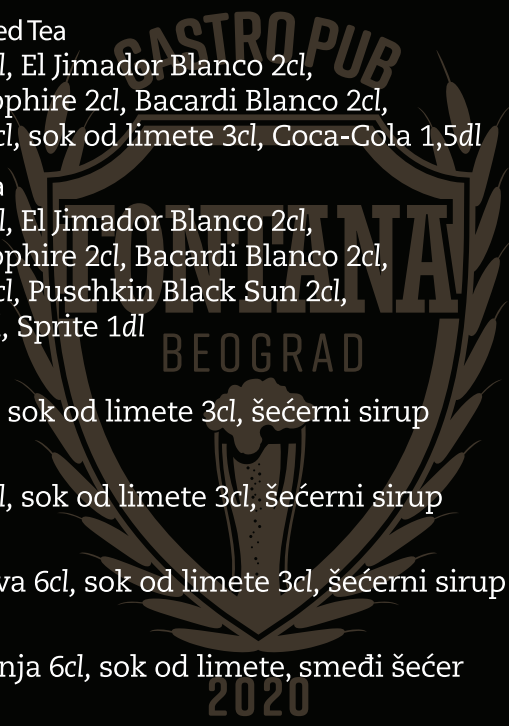 ed Tea
l, El Jimador Blanco 2cl,
pphire 2cl, Bacardi Blanco 2cl,
cl, sok od limete 3cl, Coca-Cola 1,5dl
a
l, El Jimador Blanco 2cl,
pphire 2cl, Bacardi Blanco 2cl,
cl, Puschkin Black Sun 2cl,
, Sprite 1dl
sok od limete 3cl, šećerni sirup
l, sok od limete 3cl, šećerni sirup
va 6cl, sok od limete 3cl, šećerni sirup
nja 6cl, sok od limete, smeđi šećer
GASTRO PUB
FONTANA
BEOGRAD
2020